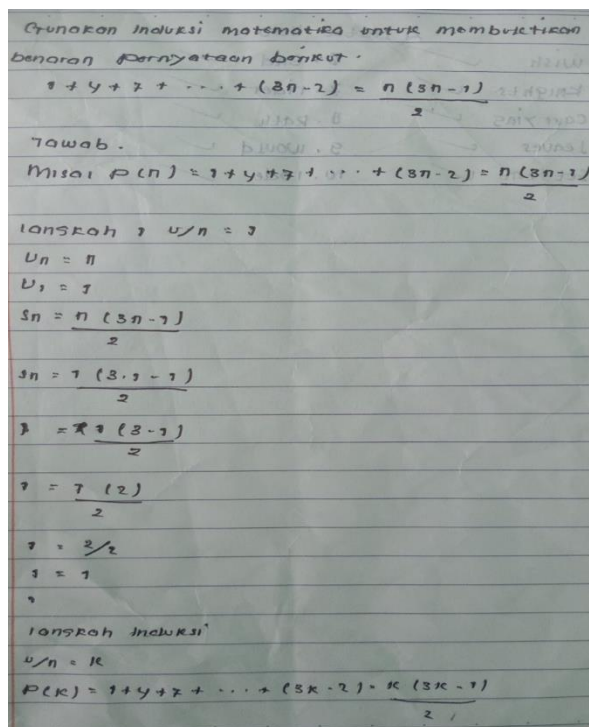 Gunakan induksi matematika untuk membuktikan
benaran pernyataan berikut.
1 + 4 + 7 + ... + (3n - 2) = n (3n - 1)
2
Jawab.
Misal P(n) = 1 + 4 + 7 + ... + (3n - 2) = n (3n - 1)
2
langkah 1 u/n = 1
Un = n
U1 = 1
Sn = n (3n - 1)
2
Sn = 1 (3.1 - 1)
2
1 = 1 (3 - 1)
2
1 = 1 (2)
2
1 = 2/2
1 = 1
langkah induksi
u/n = k
P(k) = 1 + 4 + 7 + ... + (3k - 2) = k (3k - 1)
2